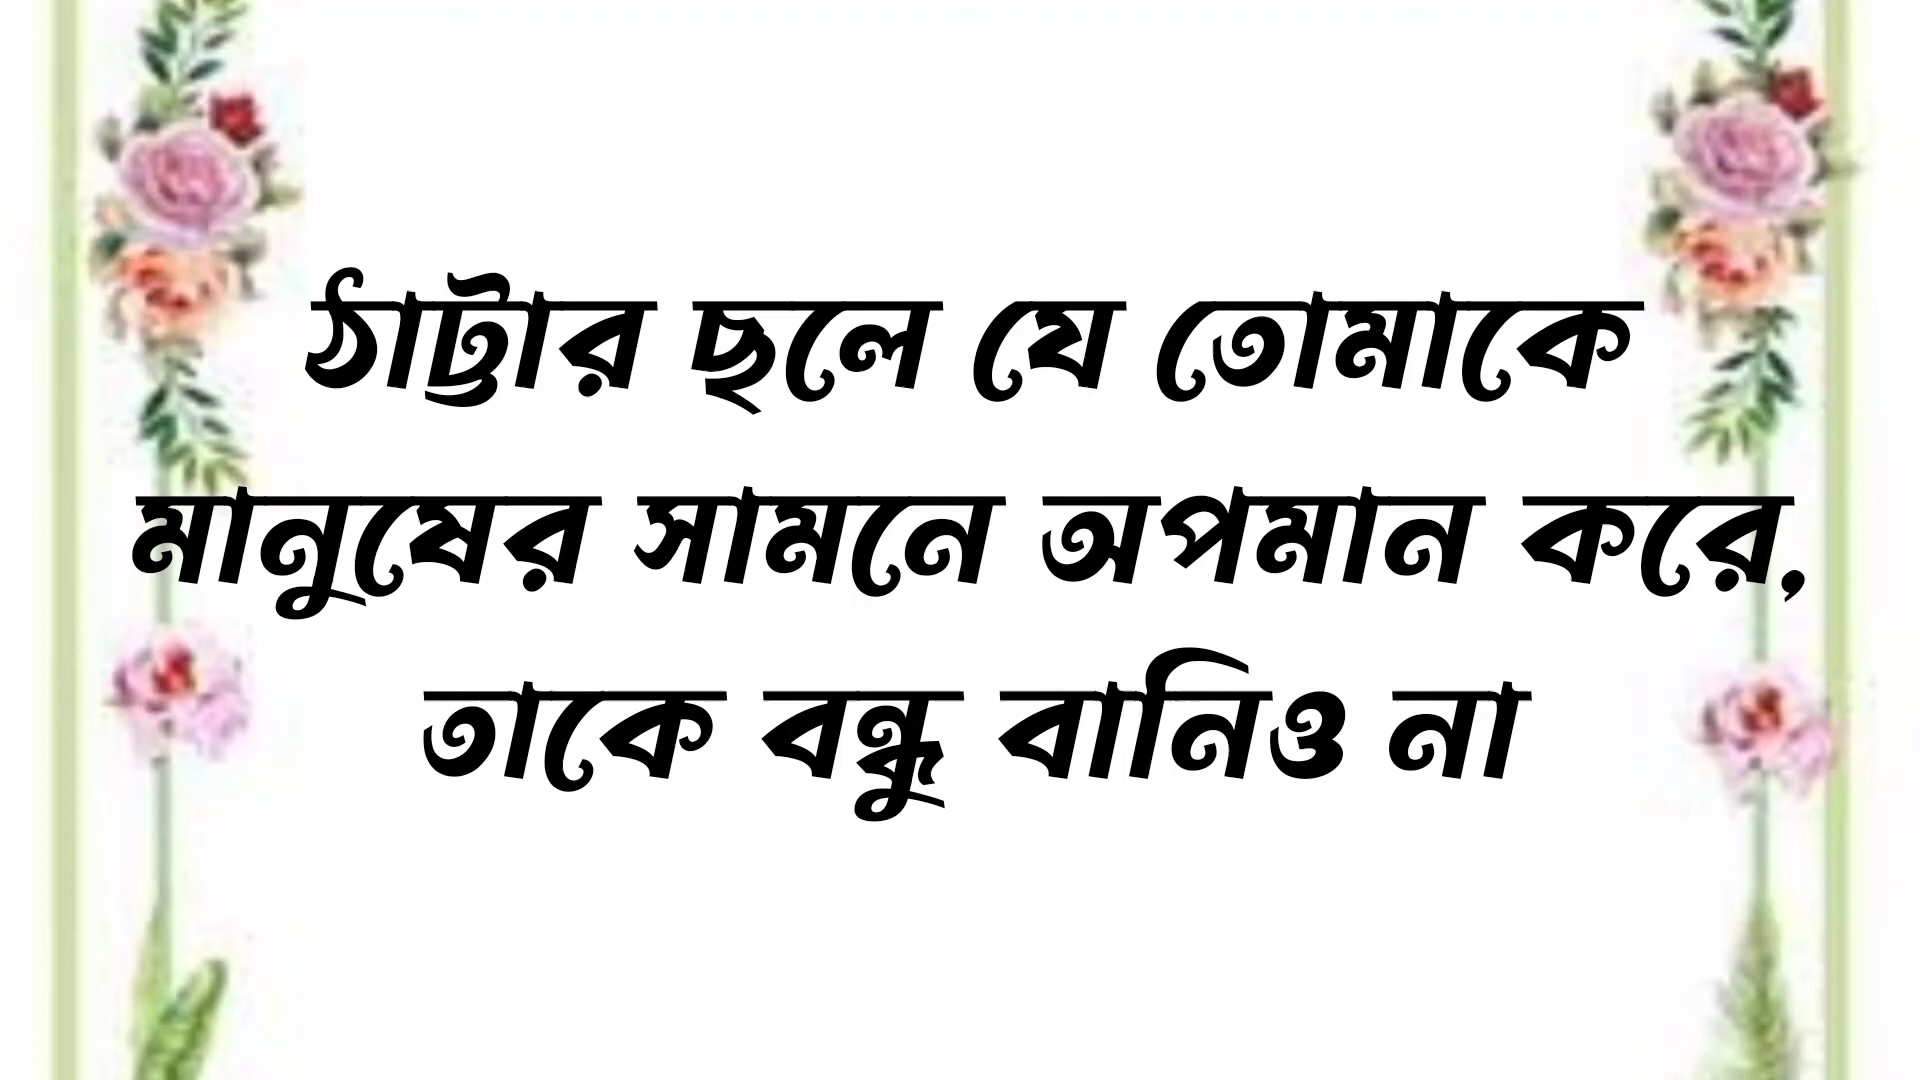 ঠাট্টার ছলে যে তোমাকে
মানুষের সামনে অপমান করে,
তাকে বন্ধু বানিও না